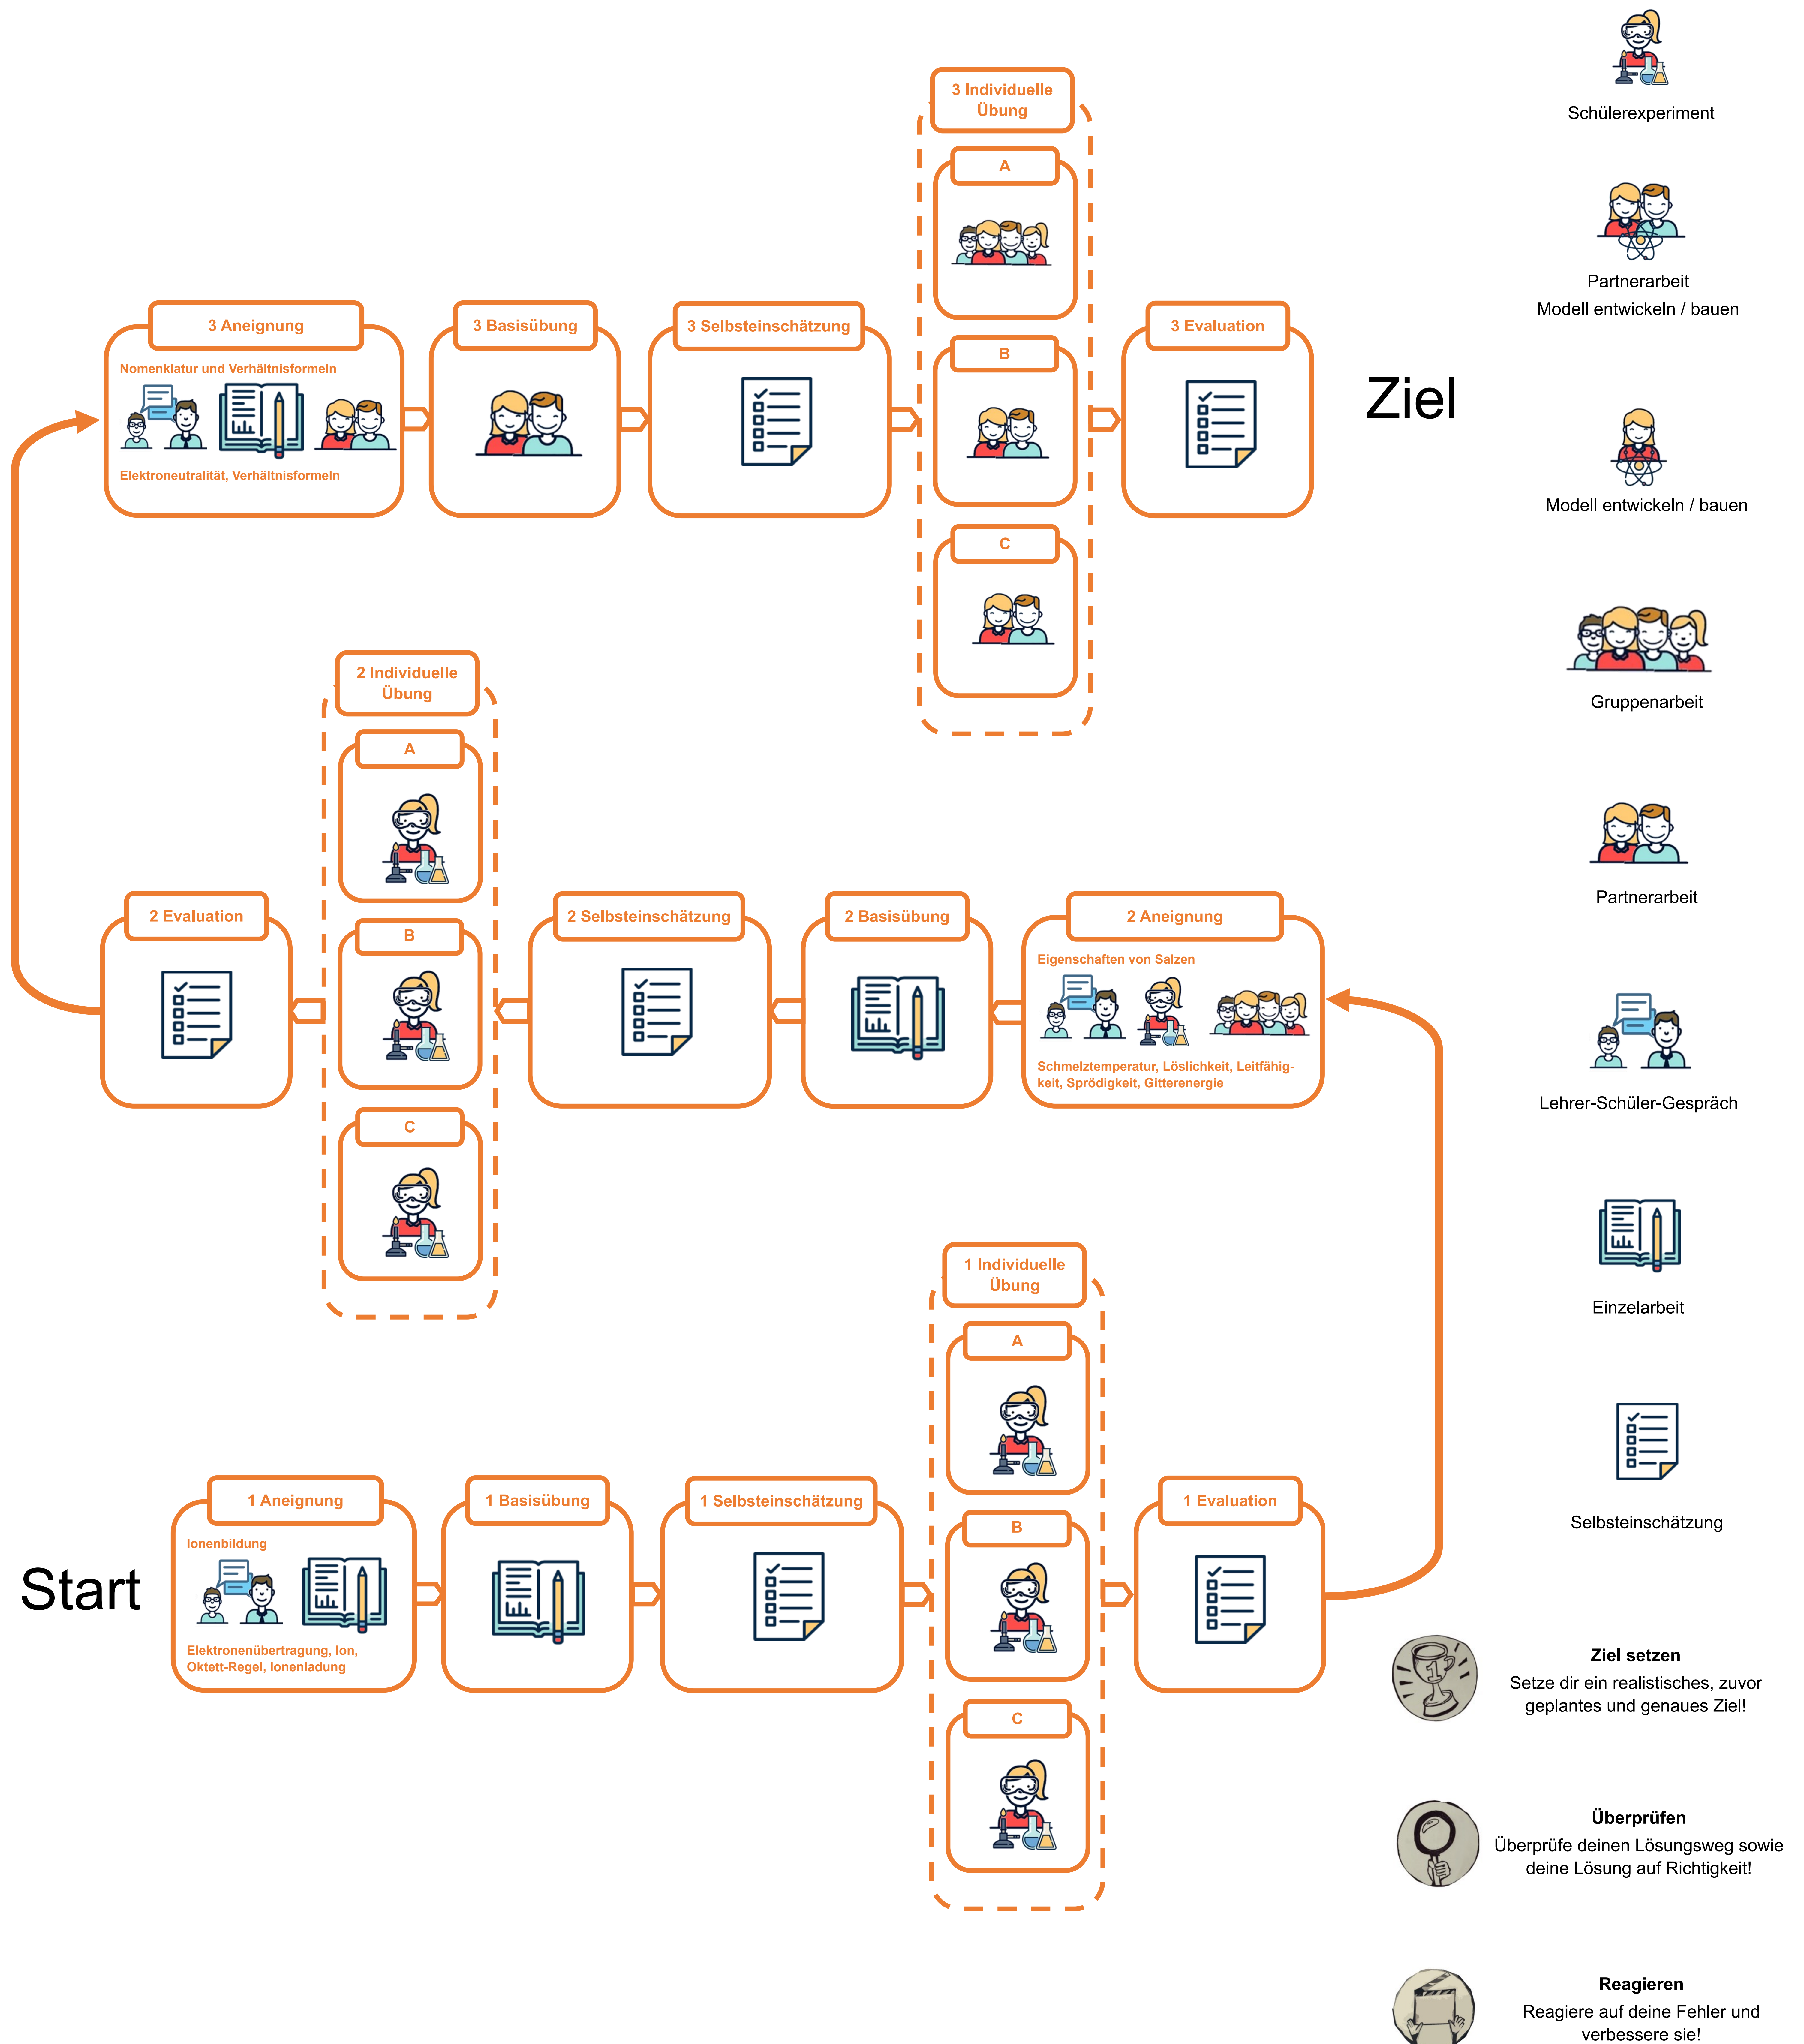 3 Individuelle
Übung
A
B
C
3 Aneignung
Nomenklatur und Verhältnisformeln
Elektroneutralität, Verhältnisformeln
3 Basisübung
3 Selbsteinschätzung
3 Evaluation
Ziel
2 Individuelle
Übung
A
B
C
2 Evaluation
2 Selbsteinschätzung
2 Basisübung
2 Aneignung
Eigenschaften von Salzen
Schmelztemperatur, Löslichkeit, Leitfähig-
keit, Sprödigkeit, Gitterenergie
1 Individuelle
Übung
A
B
C
Start
1 Aneignung
Ionenbildung
Elektronenübertragung, Ion,
Oktett-Regel, Ionenladung
1 Basisübung
1 Selbsteinschätzung
1 Evaluation
Schülerexperiment
Partnerarbeit
Modell entwickeln / bauen
Modell entwickeln / bauen
Gruppenarbeit
Partnerarbeit
Lehrer-Schüler-Gespräch
Einzelarbeit
Selbsteinschätzung
1
Ziel setzen
Setze dir ein realistisches, zuvor
geplantes und genaues Ziel!
Überprüfen
Überprüfe deinen Lösungsweg sowie
deine Lösung auf Richtigkeit!
Reagieren
Reagiere auf deine Fehler und
verbessere sie!